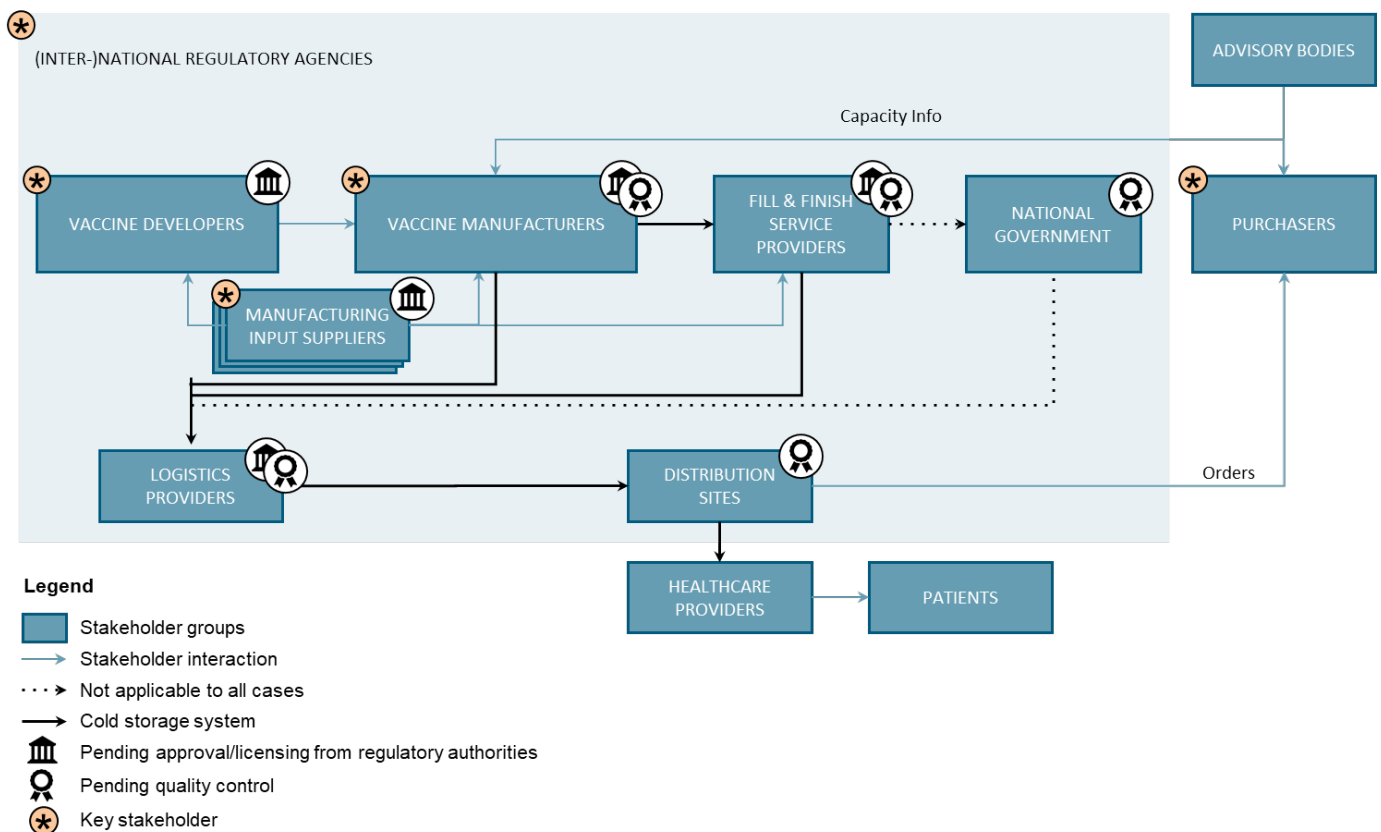 (INTER-)NATIONAL REGULATORY AGENCIES
ADVISORY BODIES
Capacity Info
VACCINE DEVELOPERS
VACCINE MANUFACTURERS
FILL & FINISH
SERVICE
PROVIDERS
NATIONAL
GOVERNMENT
PURCHASERS
MANUFACTURING
INPUT SUPPLIERS
LOGISTICS
PROVIDERS
DISTRIBUTION
SITES
Orders
HEALTHCARE
PROVIDERS
PATIENTS
Legend
Stakeholder groups
Stakeholder interaction
Not applicable to all cases
Cold storage system
Pending approval/licensing from regulatory authorities
Pending quality control
Key stakeholder